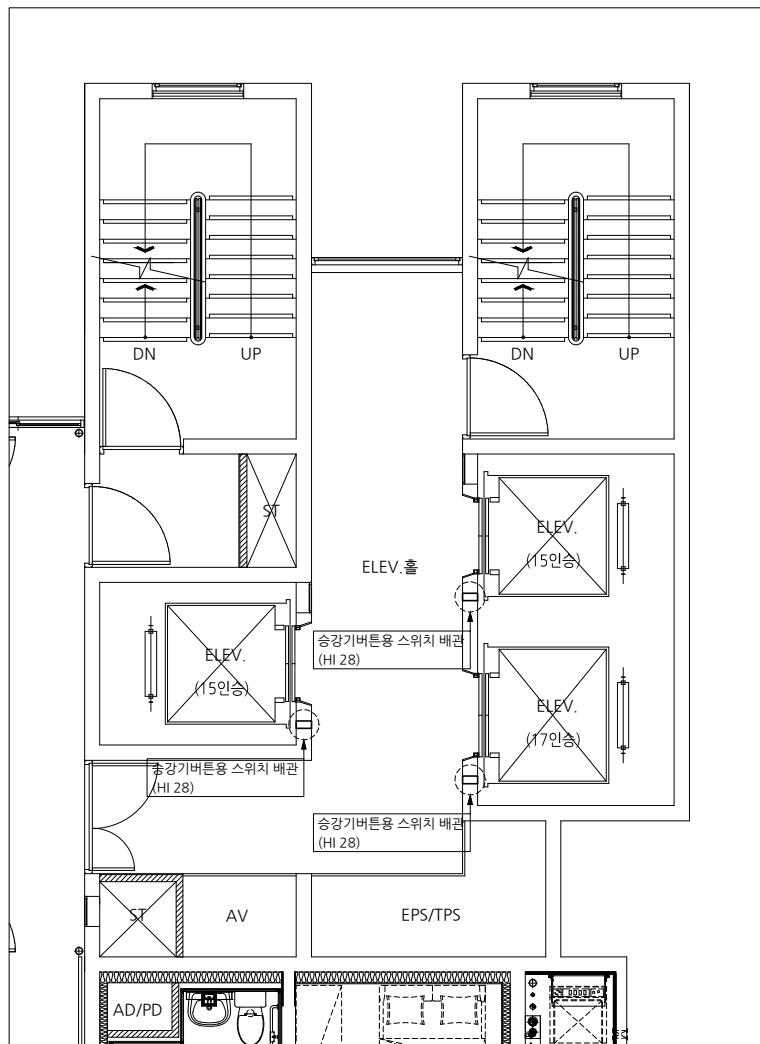 DN
UP
DN
UP
ST
ELEV.
(15인승)
ELEV.홀
승강기버튼용 스위치 배관
(HI 28)
ELEV.
(15인승)
ELEV.
(17인승)
승강기버튼용 스위치 배관
(HI 28)
승강기버튼용 스위치 배관
(HI 28)
ST
AV
EPS/TPS
AD/PD